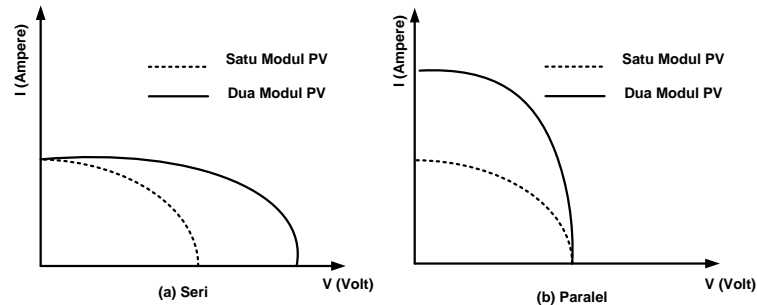 I (Ampere)
Satu Modul PV
Dua Modul PV
V (Volt)
(a) Seri
I (Ampere)
Satu Modul PV
Dua Modul PV
V (Volt)
(b) Paralel